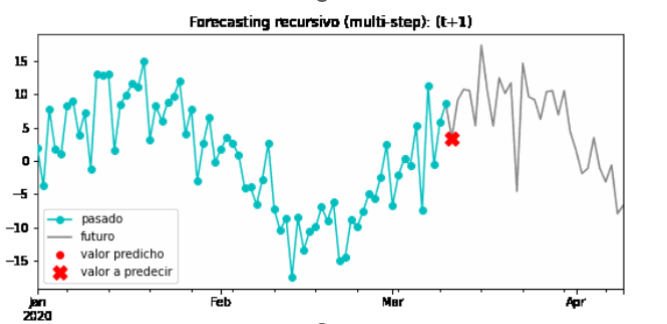 Forecasting recursivo (multi-step): (t+1)
15
10
5
0
−5
−10
−15
pasado
futuro
valor predicho
valor a predecir
Jan Feb Mar Apr
2020